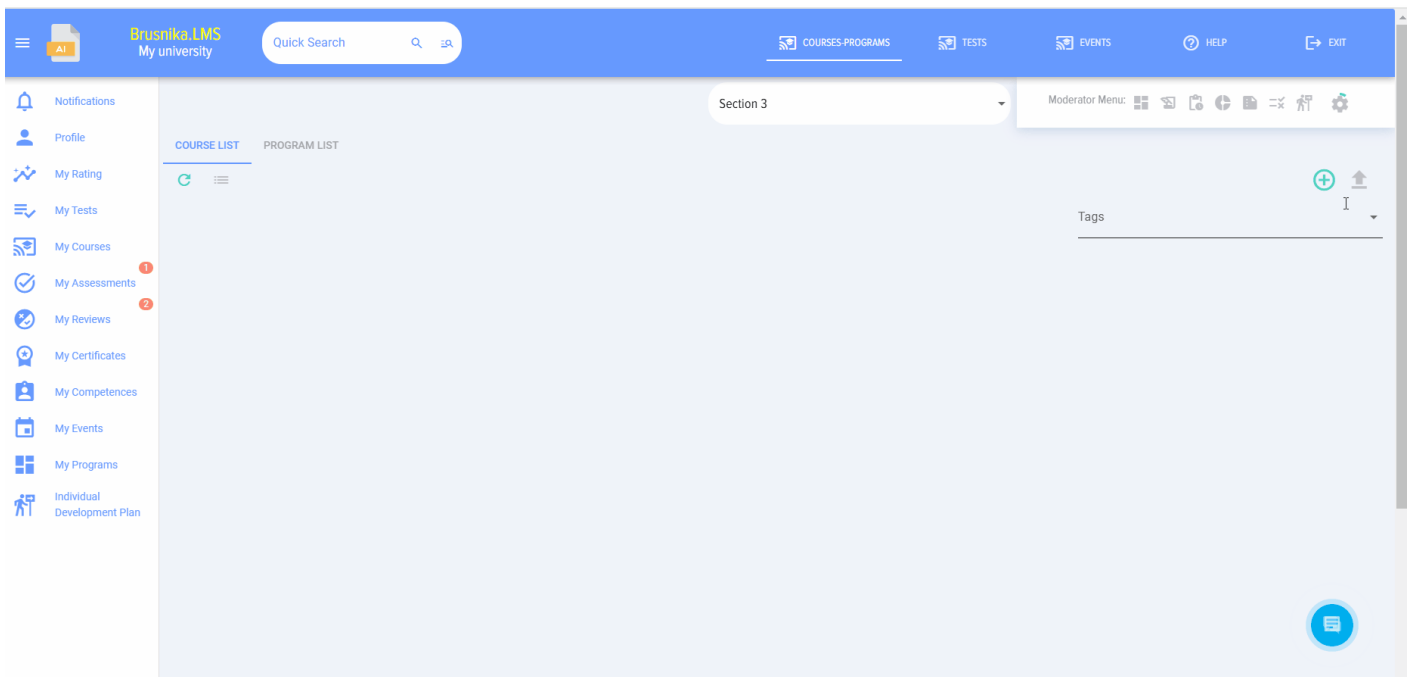 AI
Brusnika.LMS
My university
Quick Search
COURSES-PROGRAMS
TESTS
EVENTS
HELP
EXIT
Notifications
Profile
My Rating
My Tests
My Courses
1
My Assessments
2
My Reviews
My Certificates
My Competences
My Events
My Programs
Individual
Development Plan
Section 3
Moderator Menu:
COURSE LIST
PROGRAM LIST
Tags